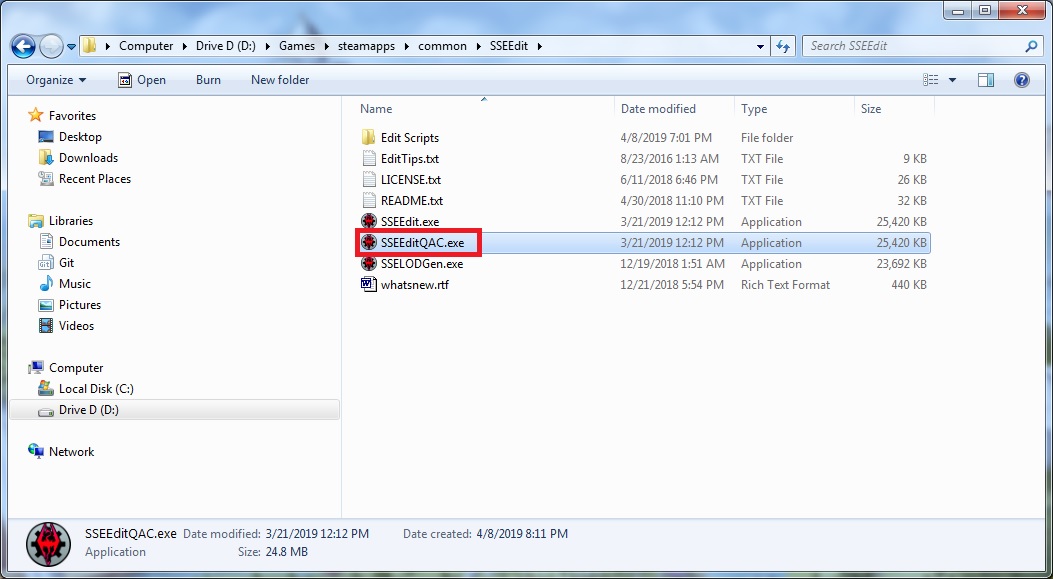 Computer Drive D (D:) Games steamapps common SSEEdit Search SSEEdit
Organize Open Burn New folder
Favorites
Desktop
Downloads
Recent Places
Libraries
Documents
Git
Music
Pictures
Videos
Computer
Local Disk (C:)
Drive D (D:)
Network
Name Date modified Type Size
Edit Scripts 4/8/2019 7:01 PM File folder
EditTips.txt 8/23/2016 1:13 AM TXT File 9 KB
LICENSE.txt 6/11/2018 6:46 PM TXT File 26 KB
README.txt 4/30/2018 11:10 PM TXT File 32 KB
SSEEdit.exe 3/21/2019 12:12 PM Application 25,420 KB
SSEEditQAC.exe 3/21/2019 12:12 PM Application 25,420 KB
SSELODGen.exe 12/19/2018 1:51 AM Application 23,692 KB
whatsnew.rtf 12/21/2018 5:54 PM Rich Text Format 440 KB
SSEEditQAC.exe Date modified: 3/21/2019 12:12 PM Date created: 4/8/2019 8:11 PM
Application Size: 24.8 MB